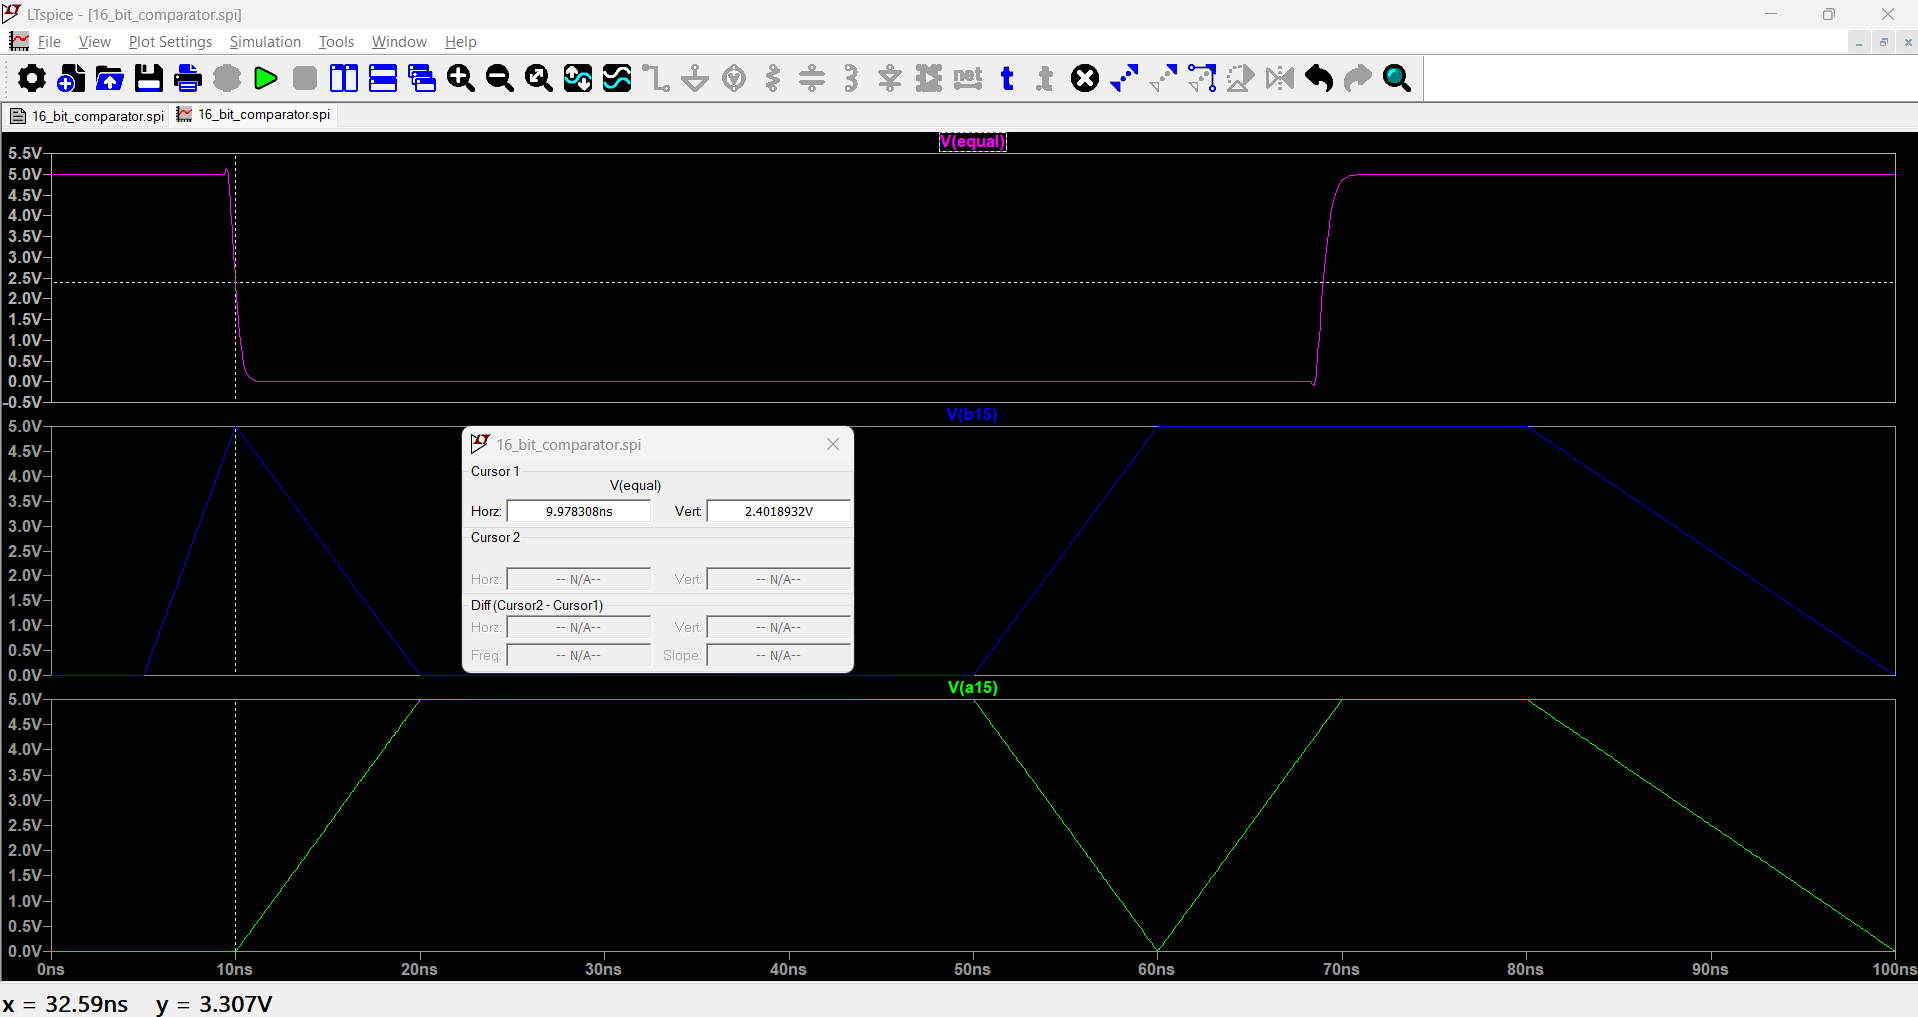 LTspice - [16_bit_comparator.spi]
File View Plot Settings Simulation Tools Window Help
net t t
16_bit_comparator.spi 16_bit_comparator.spi
V(equal)
5.5V
5.0V
4.5V
4.0V
3.5V
3.0V
2.5V
2.0V
1.5V
1.0V
0.5V
0.0V
-0.5V
V(b15)
5.0V
4.5V
4.0V
3.5V
3.0V
2.5V
2.0V
1.5V
1.0V
0.5V
0.0V
16_bit_comparator.spi
Cursor 1
V(equal)
Horz: 9.978308ns Vert: 2.4018932V
Cursor 2
Horz: -- N/A-- Vert: -- N/A--
Diff (Cursor2 - Cursor1)
Horz: -- N/A-- Vert: -- N/A--
Freq: -- N/A-- Slope: -- N/A--
V(a15)
5.0V
4.5V
4.0V
3.5V
3.0V
2.5V
2.0V
1.5V
1.0V
0.5V
0.0V
0ns 10ns 20ns 30ns 40ns 50ns 60ns 70ns 80ns 90ns 100ns
x = 32.59ns y = 3.307V